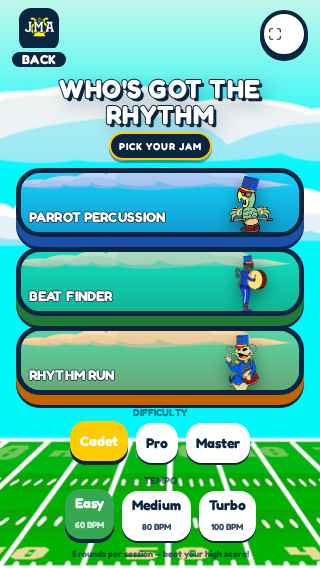 JMA
BACK
WHO'S GOT THE
RHYTHM
PICK YOUR JAM
PARROT PERCUSSION
BEAT FINDER
RHYTHM RUN
DIFFICULTY
Cadet
Pro
Master
TEMPO
Easy
60 BPM
Medium
80 BPM
Turbo
100 BPM
5 rounds per session — beat your high score!